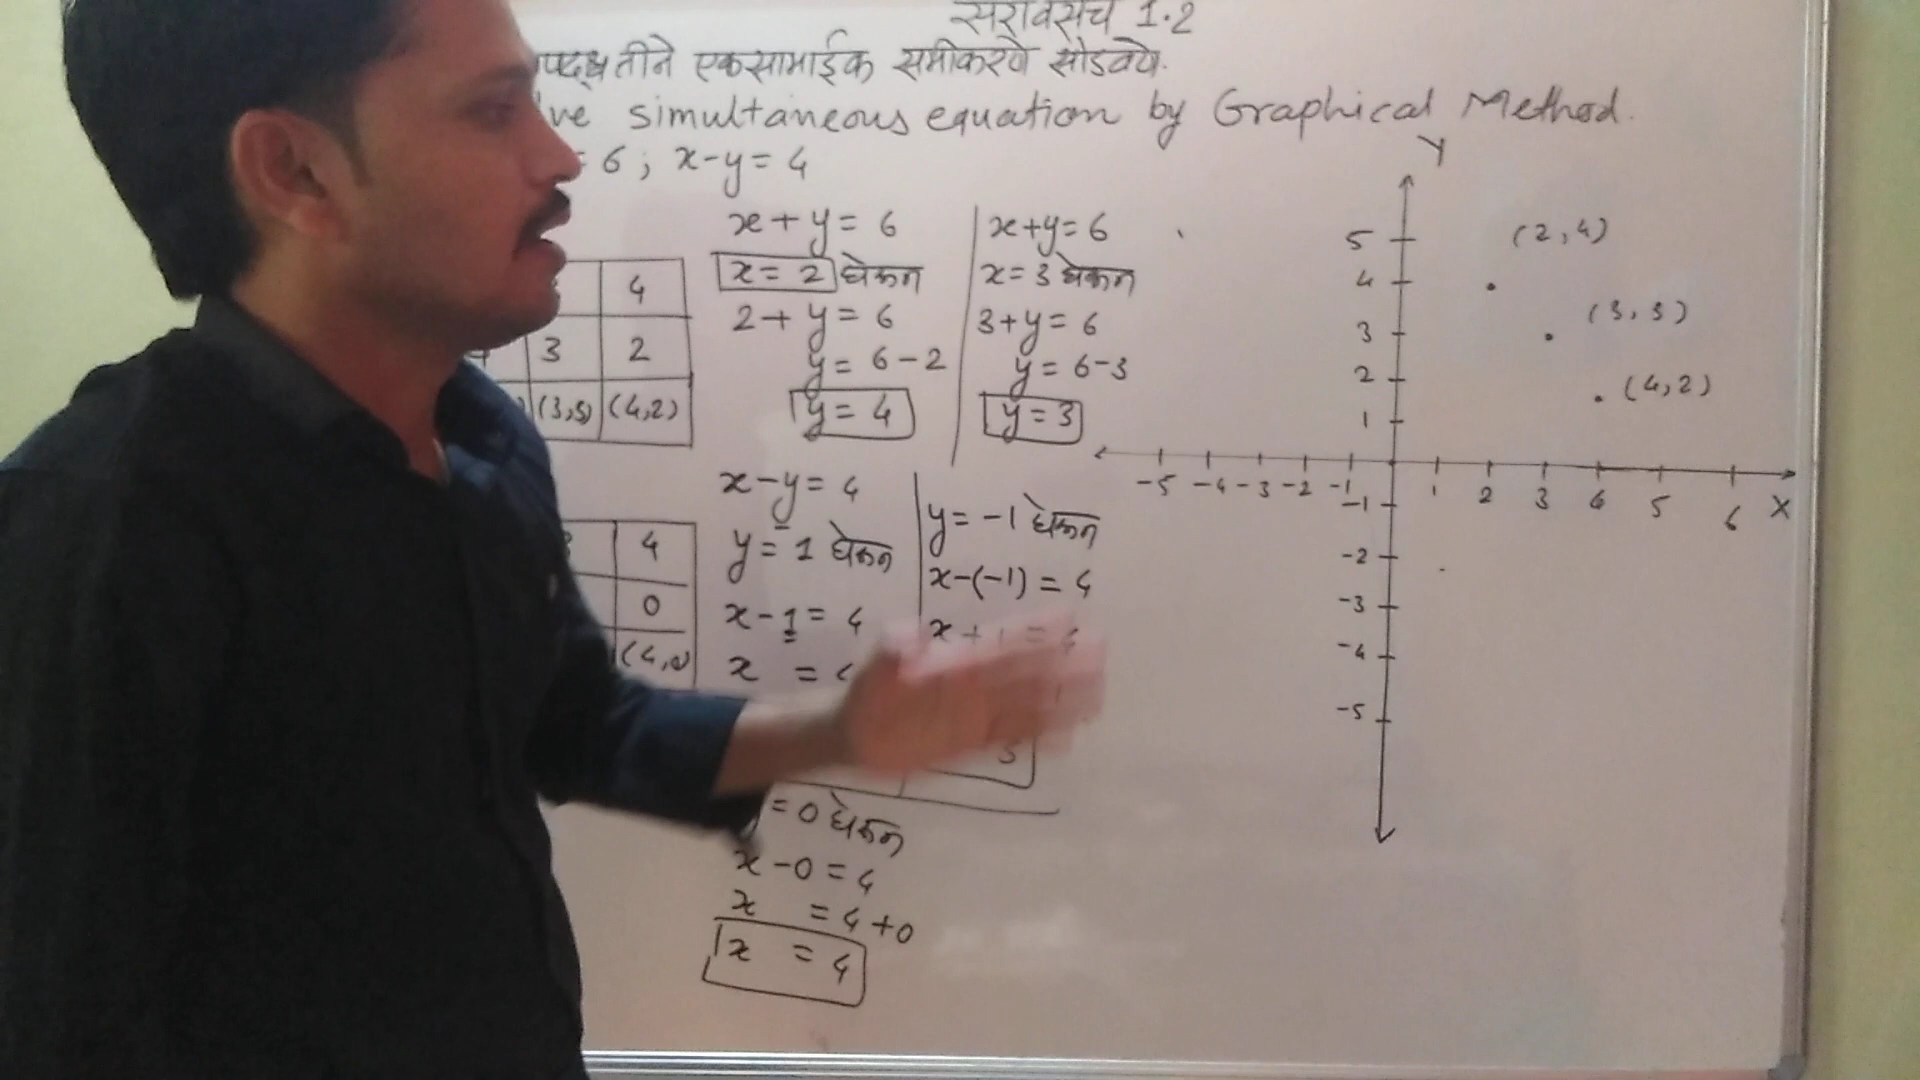 सरावसंच 1.2
पद्धतीने एकसामाईक समीकरणे सोडवणे.
ve simultaneous equation by Graphical Method.
= 6 ; x-y = 4
x + y = 6
x = 2 घेऊन
2 + y = 6
y = 6 - 2
y = 4
x+y = 6
x = 3 घेऊन
3+y = 6
y = 6-3
y = 3
4
3 2
(3,3) (4,2)
x-y = 4
y = 1 घेऊन
x - 1 = 4
x =
y = -1 घेऊन
x-(-1) = 4
x + 1 = 4
3
4
0
(4,0)
= 0 घेऊन
x - 0 = 4
x = 4 + 0
x = 4
Y
5 (2,4)
4
3 (3,3)
2 (4,2)
1
-5 -4 -3 -2 -1 1 2 3 4 5 6 X
-1
-2
-3
-4
-5